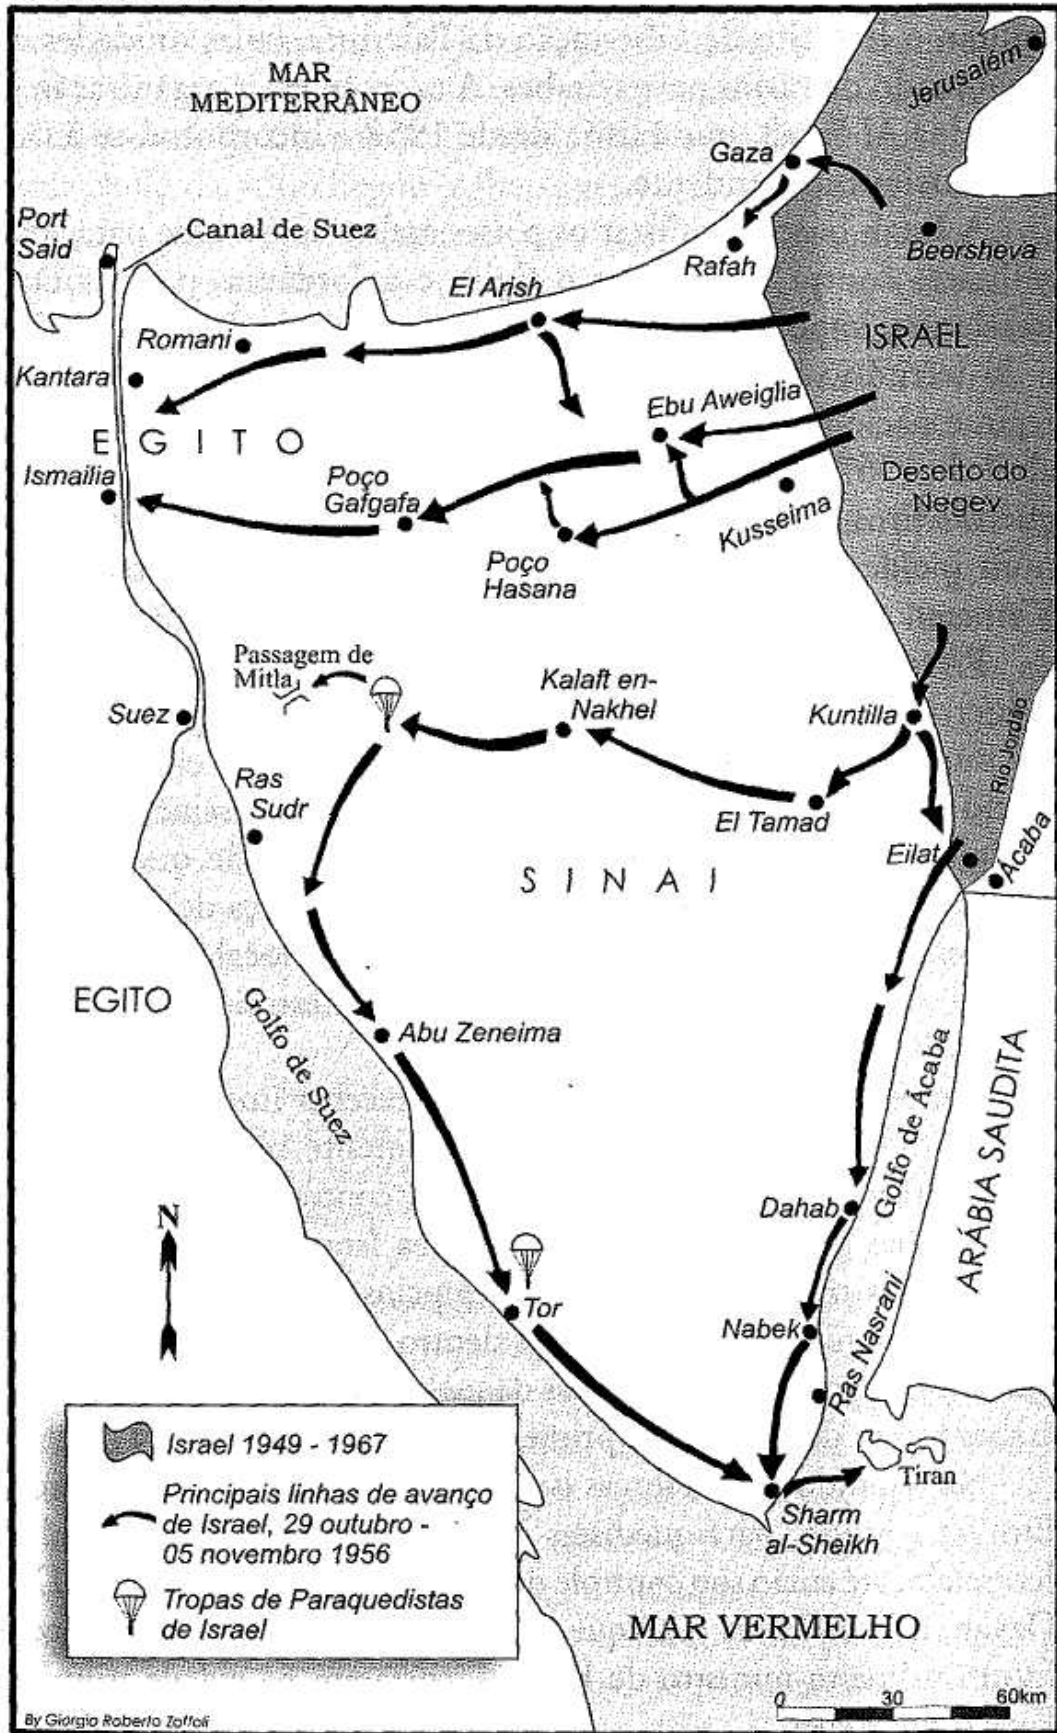 MAR
MEDITERRÂNEO
Jerusalém
Gaza
Port
Said
Canal de Suez
Rafah
Beersheva
El Arish
Romani
ISRAEL
Kantara
Ebu Aweiglia
E G I T O
Ismailia
Poço
Gafgafa
Deserto do
Negev
Kusseima
Poço
Hasana
Passagem de
Mitla
Kalaft en-
Nakhel
Suez
Kuntilla
Rio Jordão
Ras
Sudr
El Tamad
Eilat
Ácaba
S I N A I
EGITO
Golfo de Suez
Abu Zeneima
Golfo de Ácaba
ARÁBIA SAUDITA
Dahab
N
Tor
Nabek
Ras Nasrani
Tiran
Sharm
al-Sheikh
Israel 1949 - 1967
Principais linhas de avanço
de Israel, 29 outubro -
05 novembro 1956
Tropas de Paraquedistas
de Israel
MAR VERMELHO
0 30 60km
By Giorgio Roberto Zoffoli